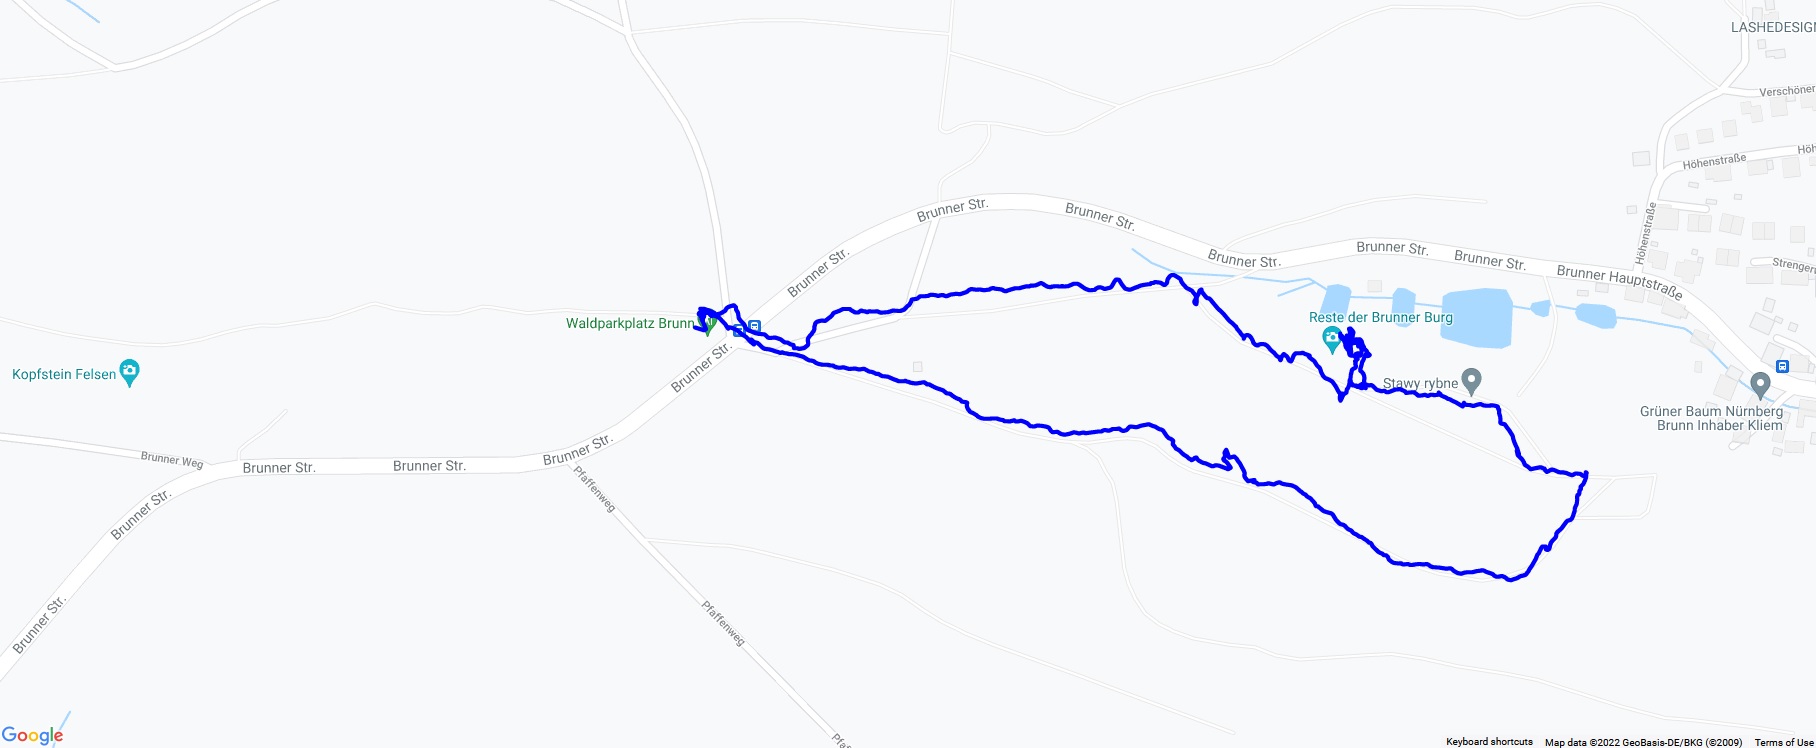 LASHEDESIGN
Verschöner
Höhenstraße
Höh
Brunner Str.
Brunner Str.
Höhenstraße
Brunner Str.
Brunner Str.
Brunner Str.
Brunner Str.
Brunner Hauptstraße
Strengen
Waldparkplatz Brunn
Reste der Brunner Burg
Brunner Str.
Kopfstein Felsen
Stawy rybne
Grüner Baum Nürnberg
Brunn Inhaber Kliem
Brunner Str.
Brunner Weg
Brunner Str.
Brunner Str.
Pfaffenweg
Brunner Str.
Brunner Str.
Pfaffenweg
Pfa
Google
Keyboard shortcuts
Map data ©2022 GeoBasis-DE/BKG (©2009)
Terms of Use